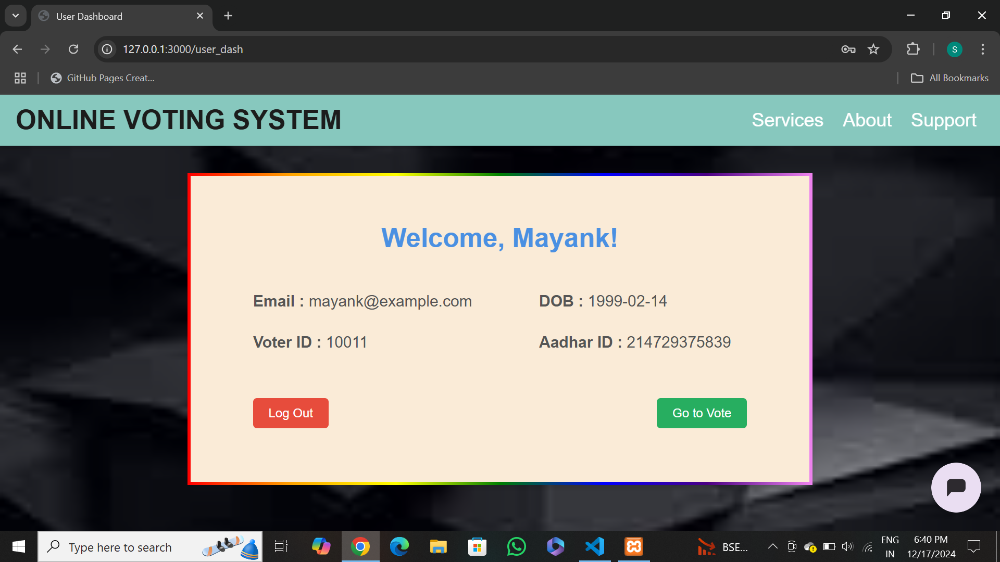 User Dashboard
127.0.0.1:3000/user_dash
S
GitHub Pages Creat...
All Bookmarks
ONLINE VOTING SYSTEM
Services About Support
Welcome, Mayank!
Email : mayank@example.com
DOB : 1999-02-14
Voter ID : 10011
Aadhar ID : 214729375839
Log Out
Go to Vote
Type here to search
BSE...
ENG
IN
6:40 PM
12/17/2024